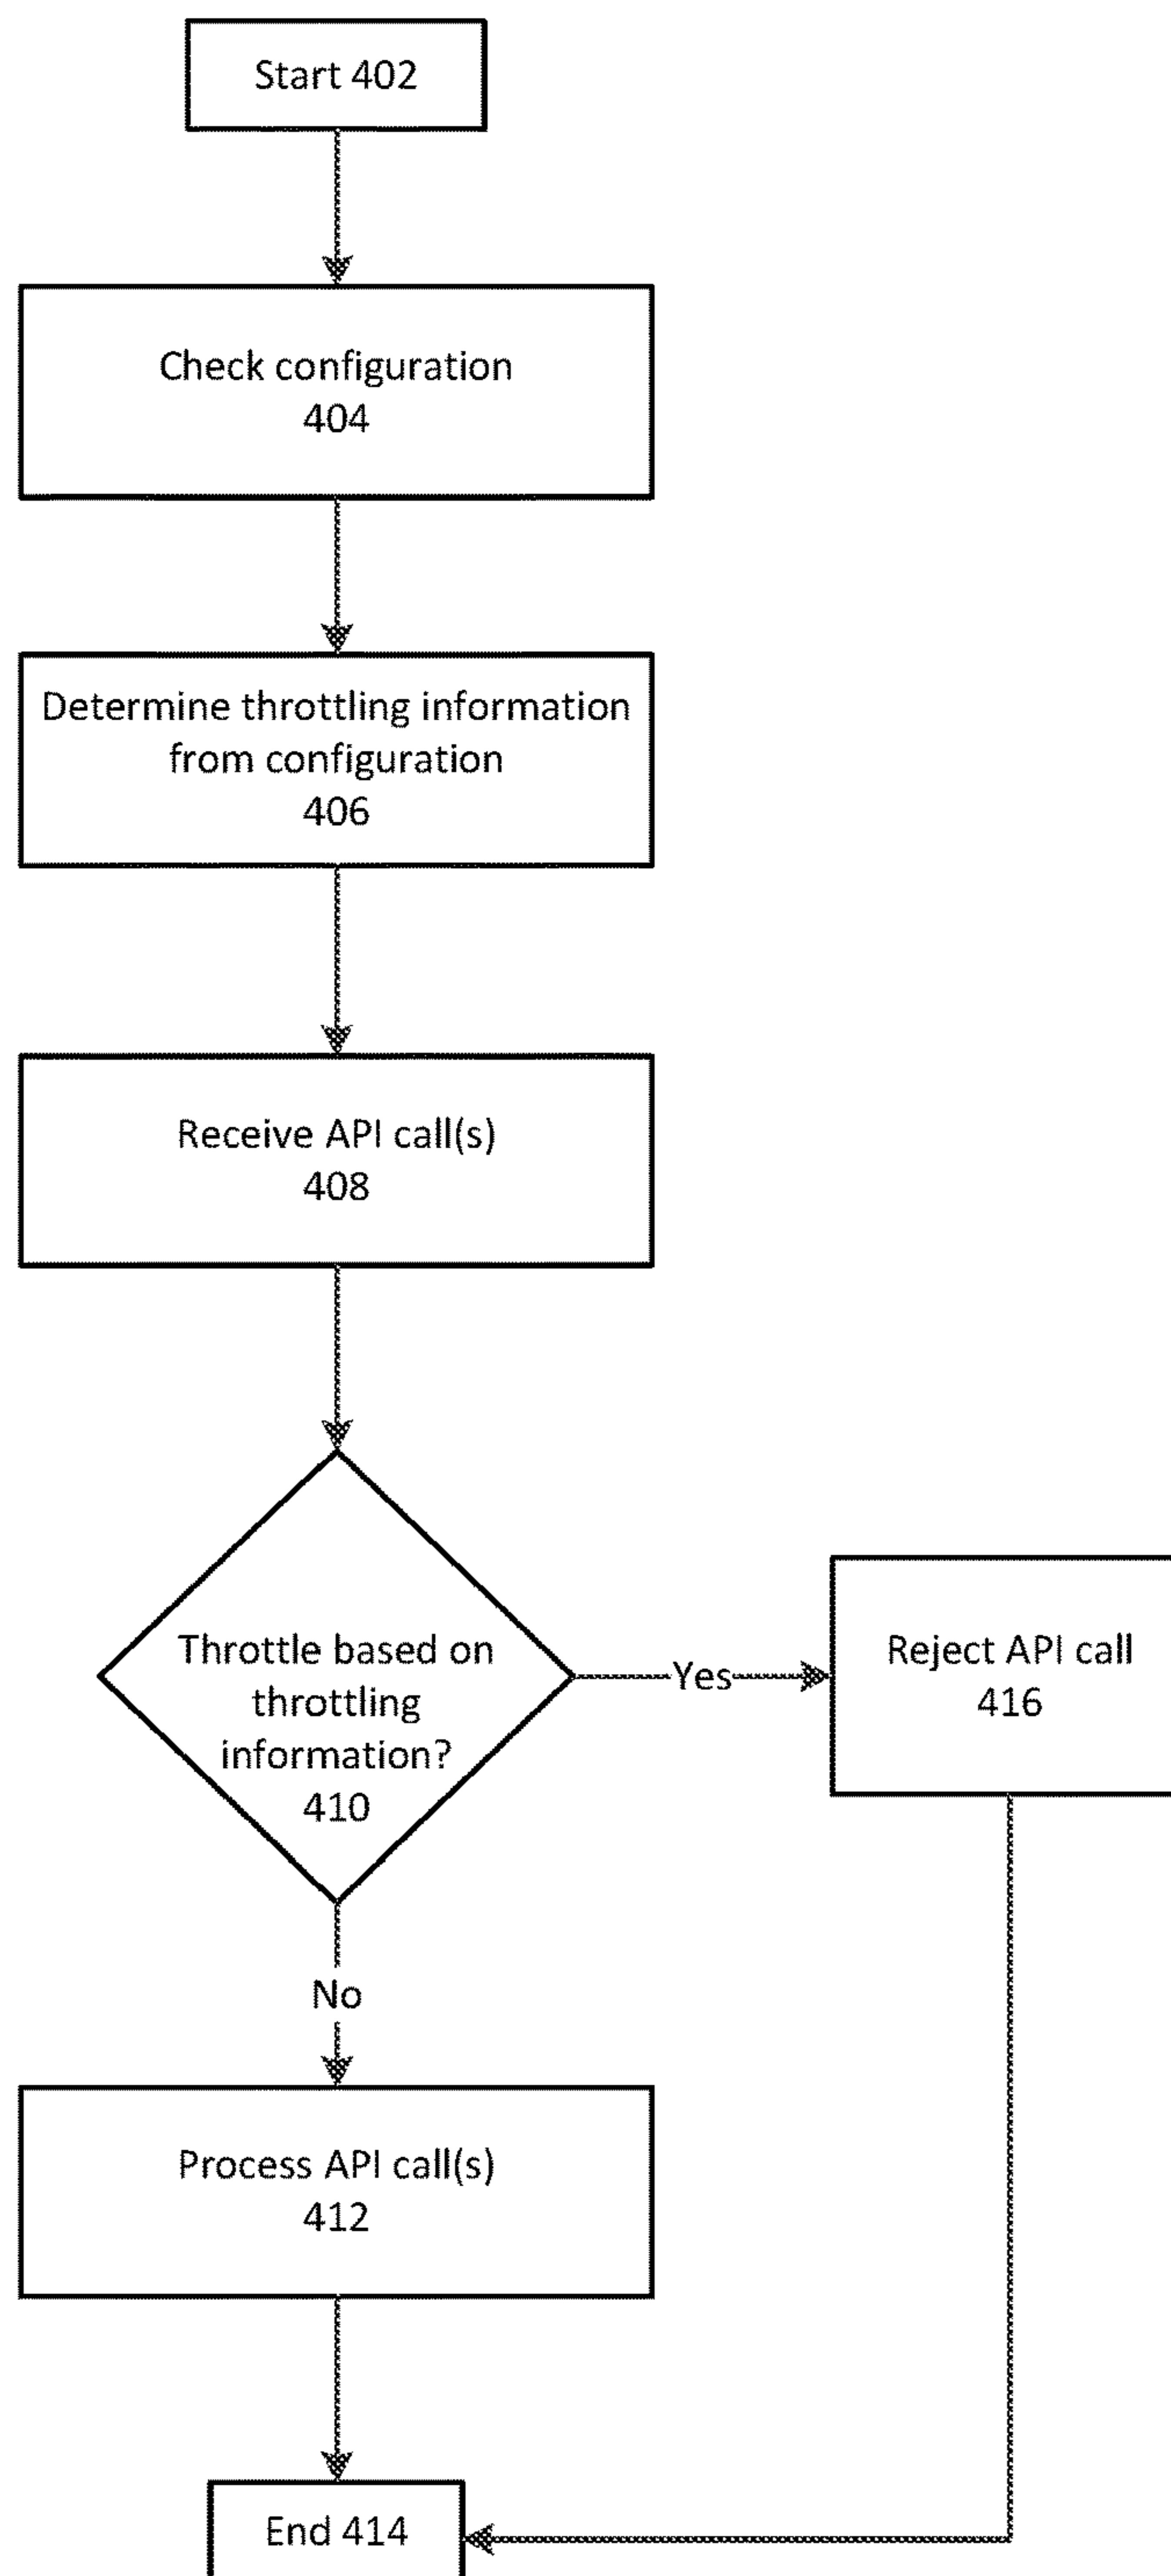 Start 402
Check configuration
404
Determine throttling information
from configuration
406
Receive API call(s)
408
Throttle based on
throttling
information?
410
Yes
Reject API call
416
No
Process API call(s)
412
End 414